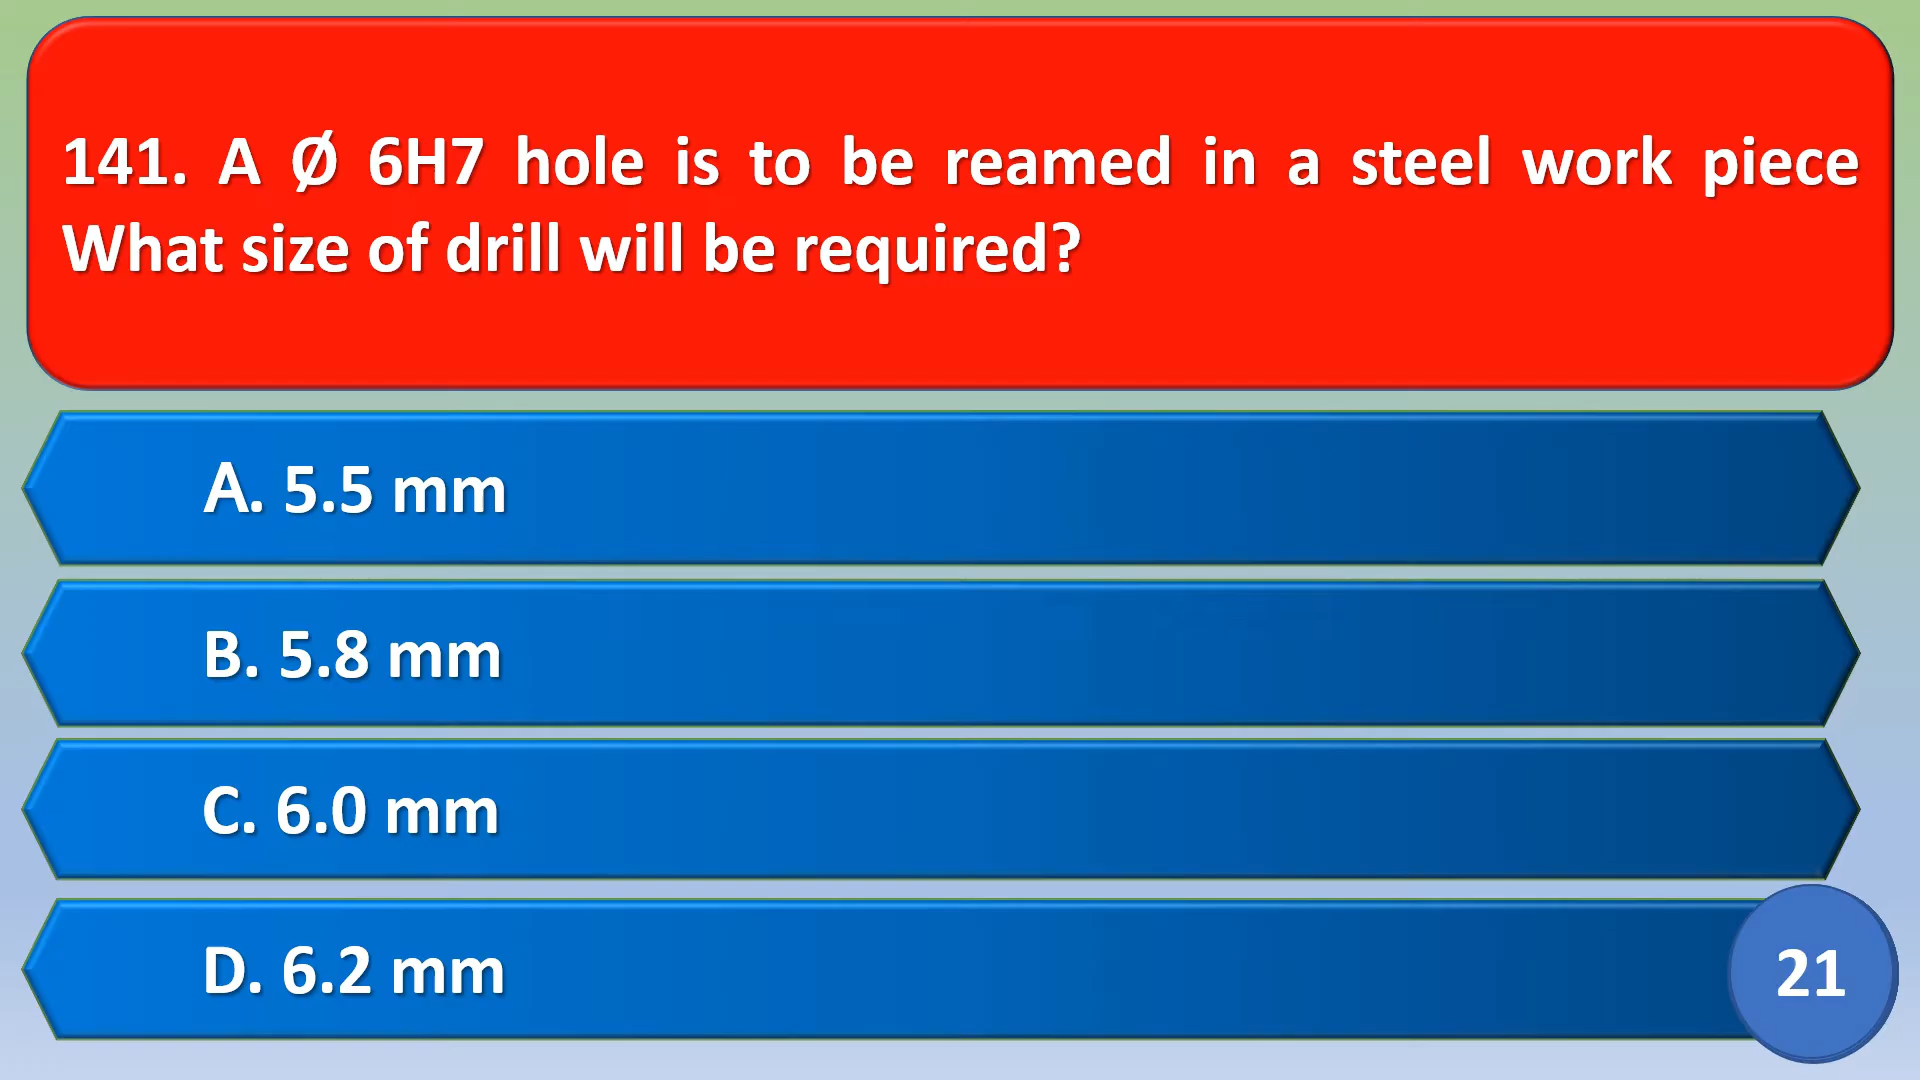 141. A Ø 6H7 hole is to be reamed in a steel work piece
What size of drill will be required?
A. 5.5 mm
B. 5.8 mm
C. 6.0 mm
D. 6.2 mm
21